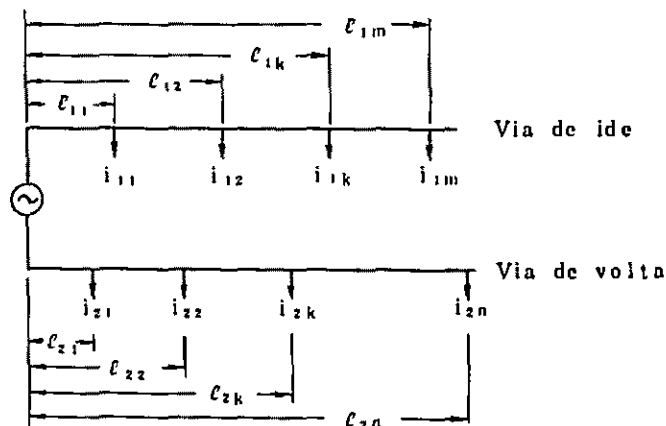 ℓ₁ₘ
ℓ₁ₖ
ℓ₁₂
ℓ₁₁
Via de ide
i₁₁ i₁₂ i₁ₖ i₁ₘ
Via de volta
i₂₁ i₂₂ i₂ₖ i₂ₙ
ℓ₂₁
ℓ₂₂
ℓ₂ₖ
ℓ₂ₙ